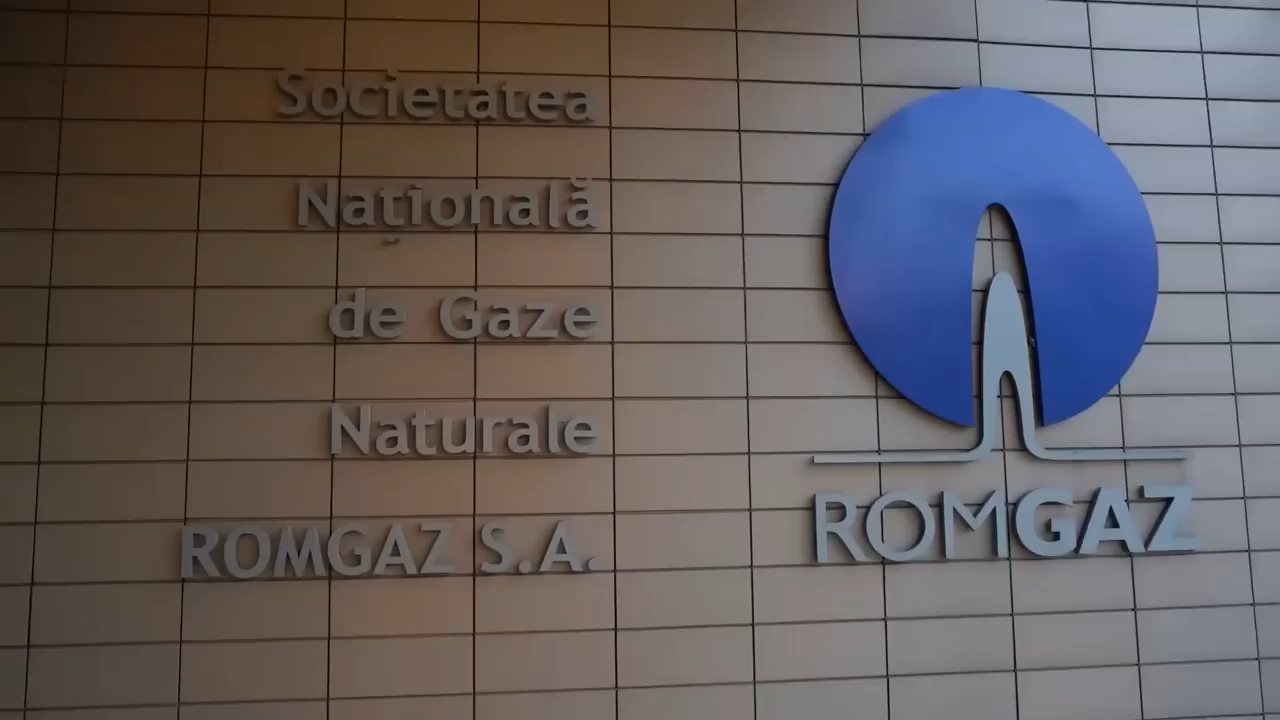 Societatea
Națională
de Gaze
Naturale
ROMGAZ S.A.
ROMGAZ